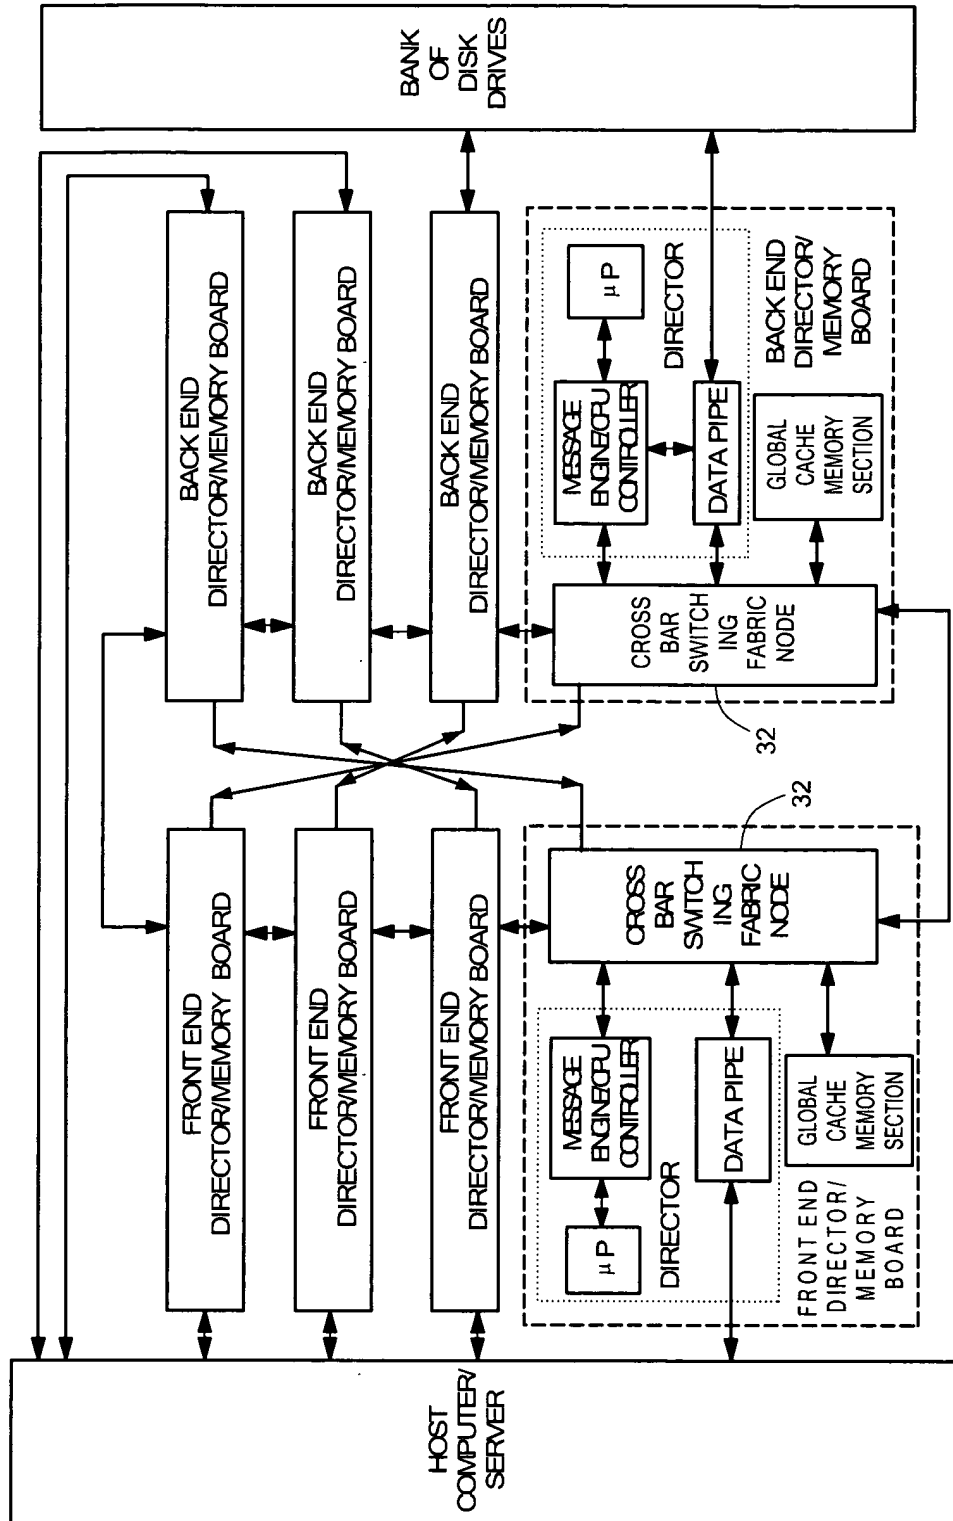 HOST
COMPUTER/
SERVER
FRONT END
DIRECTOR/MEMORY BOARD
FRONT END
DIRECTOR/MEMORY BOARD
FRONT END
DIRECTOR/MEMORY BOARD
μP
MESSAGE
ENGINE/CPU
CONTROLLER
DIRECTOR
DATA PIPE
GLOBAL
CACHE
MEMORY
SECTION
FRONT END
DIRECTOR/
MEMORY
BOARD
CROSS
BAR
SWITCH
ING
FABRIC
NODE
32
BACK END
DIRECTOR/MEMORY BOARD
BACK END
DIRECTOR/MEMORY BOARD
BACK END
DIRECTOR/MEMORY BOARD
CROSS
BAR
SWITCH
ING
FABRIC
NODE
32
MESSAGE
ENGINE/CPU
CONTROLLER
μP
DIRECTOR
DATA PIPE
GLOBAL
CACHE
MEMORY
SECTION
BACK END
DIRECTOR/
MEMORY
BOARD
BANK
OF
DISK
DRIVES